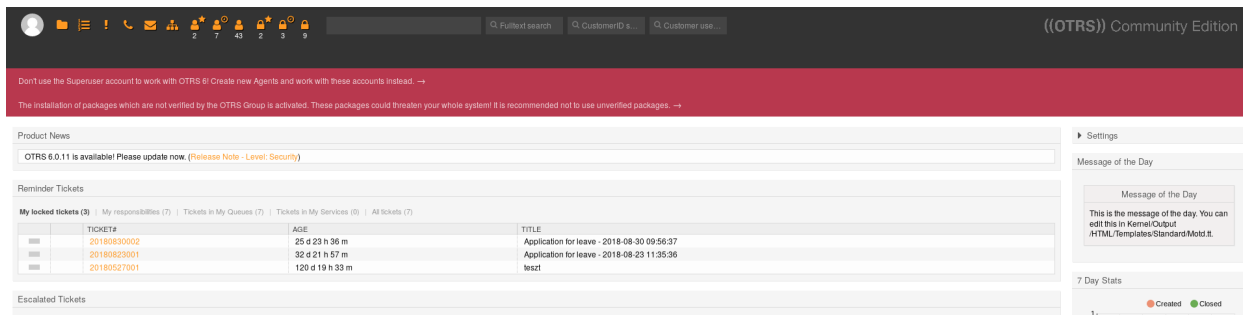 2 7 43 2 3 9
Fulltext search CustomerID s... Customer use...
((OTRS)) Community Edition
Don't use the Superuser account to work with OTRS 6! Create new Agents and work with these accounts instead. →
The installation of packages which are not verified by the OTRS Group is activated. These packages could threaten your whole system! It is recommended not to use unverified packages. →
Product News
OTRS 6.0.11 is available! Please update now. (Release Note - Level: Security)
Reminder Tickets
My locked tickets (3) | My responsibilities (7) | Tickets in My Queues (7) | Tickets in My Services (0) | All tickets (7)
TICKET# AGE TITLE
20180830002 25 d 23 h 36 m Application for leave - 2018-08-30 09:56:37
20180823001 32 d 21 h 57 m Application for leave - 2018-08-23 11:35:36
20180527001 120 d 19 h 33 m teszt
Escalated Tickets
Settings
Message of the Day
Message of the Day
This is the message of the day. You can
edit this in Kernel/Output
/HTML/Templates/Standard/Motd.tt.
7 Day Stats
Created Closed
1